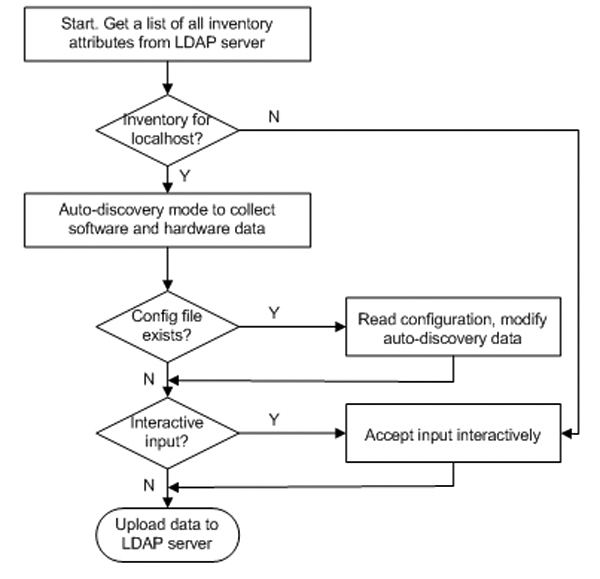 Start. Get a list of all inventory
attributes from LDAP server
Inventory for
localhost?
N
Y
Auto-discovery mode to collect
software and hardware data
Config file
exists?
Y
Read configuration, modify
auto-discovery data
N
Interactive
input?
Y
Accept input interactively
N
Upload data to
LDAP server